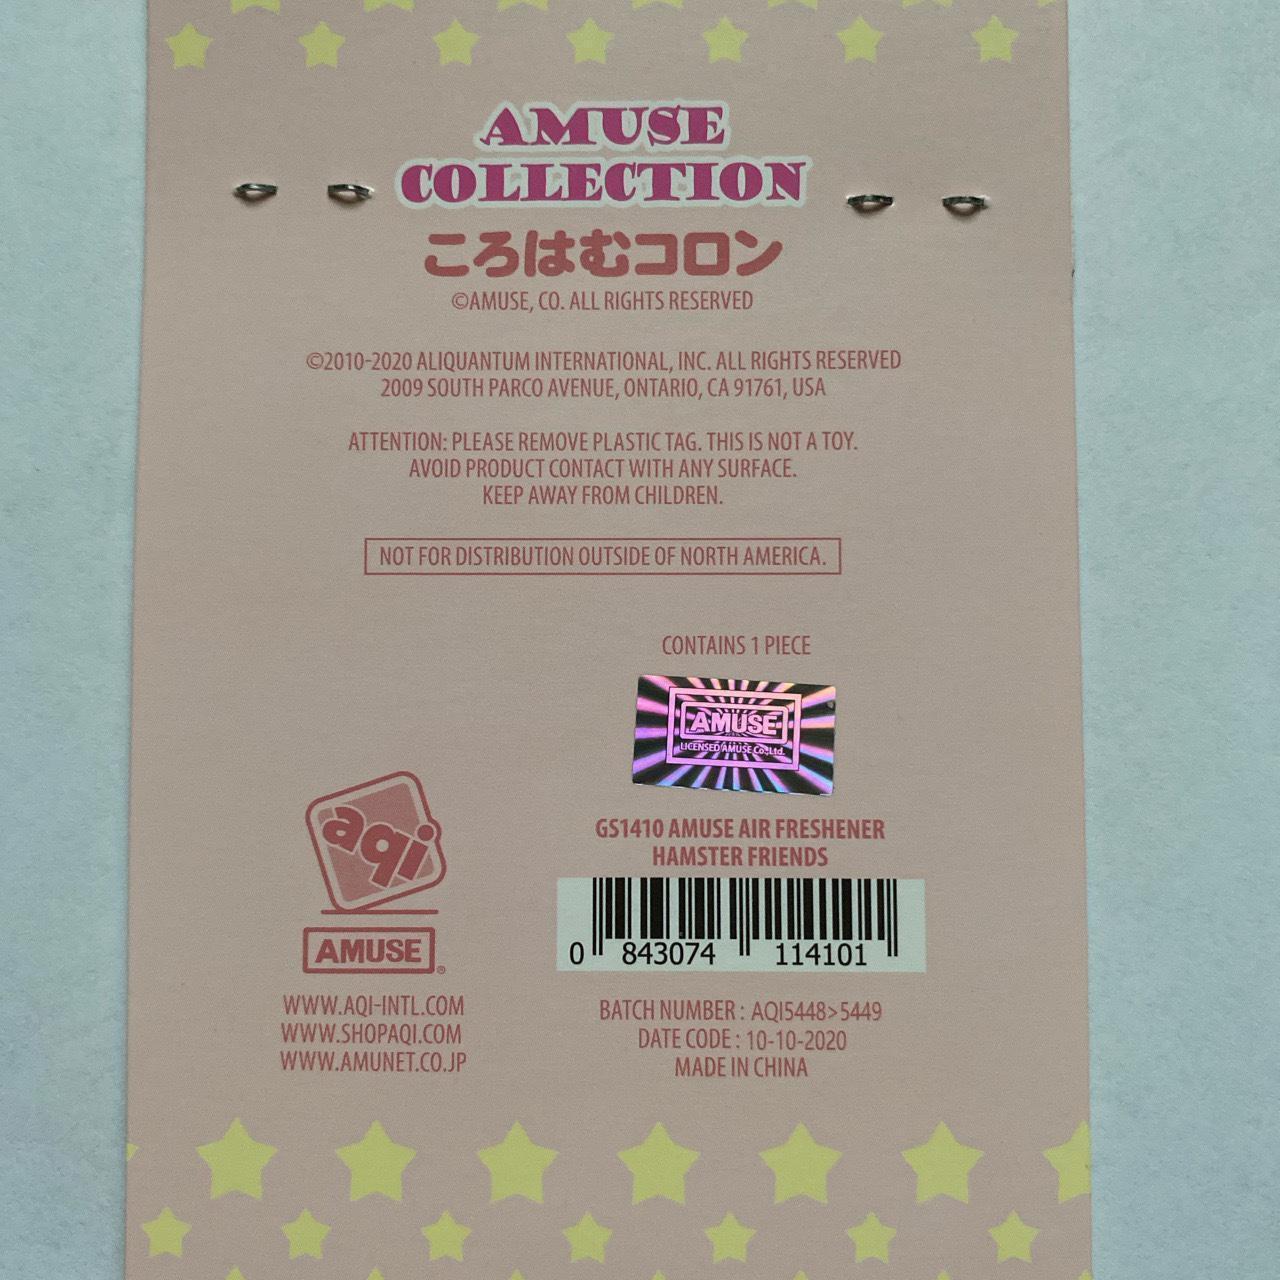 AMUSE
COLLECTION
ころはむコロン
©AMUSE, CO. ALL RIGHTS RESERVED
©2010-2020 ALIQUANTUM INTERNATIONAL, INC. ALL RIGHTS RESERVED
2009 SOUTH PARCO AVENUE, ONTARIO, CA 91761, USA
ATTENTION: PLEASE REMOVE PLASTIC TAG. THIS IS NOT A TOY.
AVOID PRODUCT CONTACT WITH ANY SURFACE.
KEEP AWAY FROM CHILDREN.
NOT FOR DISTRIBUTION OUTSIDE OF NORTH AMERICA.
CONTAINS 1 PIECE
AMUSE
LICENSED AMUSE Co.,Ltd.
aqi
AMUSE®
WWW.AQI-INTL.COM
WWW.SHOPAQI.COM
WWW.AMUNET.CO.JP
GS1410 AMUSE AIR FRESHENER
HAMSTER FRIENDS
0 843074 114101
BATCH NUMBER : AQI5448>5449
DATE CODE : 10-10-2020
MADE IN CHINA